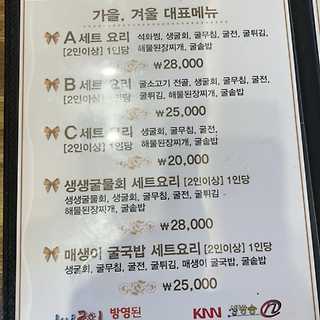 가을, 겨울 대표메뉴
A 세트 요리 석화찜, 생굴회, 굴무침, 굴전, 굴튀김,
[2인이상] 1인당 해물된장찌개, 굴솥밥
₩28,000
B 세트 요리 굴소고기 전골, 생굴회, 굴무침, 굴전,
[2인이상] 1인당 굴튀김, 해물된장찌개, 굴솥밥
₩25,000
C 세트 요리 생굴회, 굴무침, 굴전,
[2인이상] 1인당 해물된장찌개, 굴솥밥
₩20,000
생생굴물회 세트요리 [2인이상] 1인당
생생굴물회, 생굴회, 굴무침, 굴전, 굴튀김
해물된장찌개, 굴솥밥
₩28,000
매생이 굴국밥 세트요리 [2인이상] 1인당
생굴회, 굴무침, 굴전, 굴튀김, 매생이 굴국밥, 굴솥밥
₩25,000
방영된 KNN 생방송